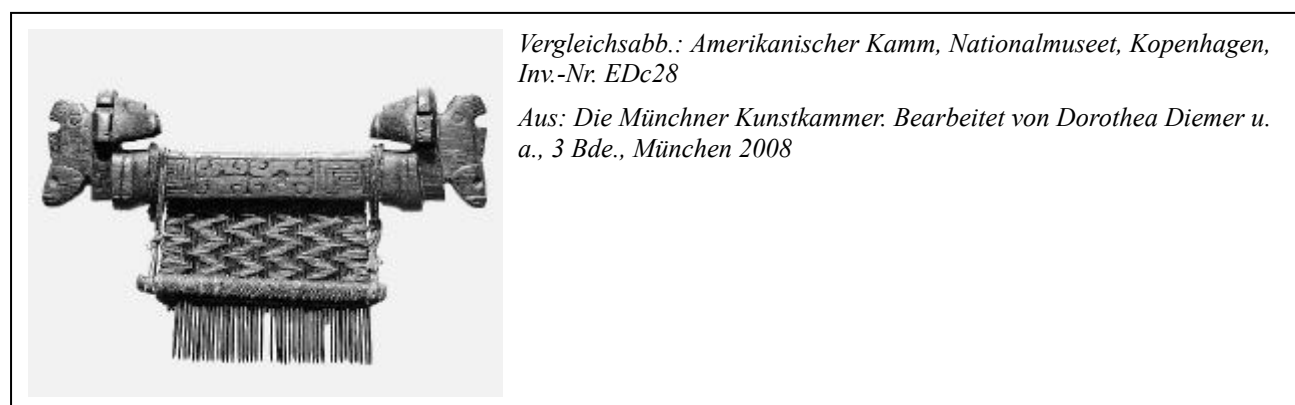 Vergleichsabb.: Amerikanischer Kamm, Nationalmuseet, Kopenhagen,
Inv.-Nr. EDc28
Aus: Die Münchner Kunstkammer. Bearbeitet von Dorothea Diemer u.
a., 3 Bde., München 2008